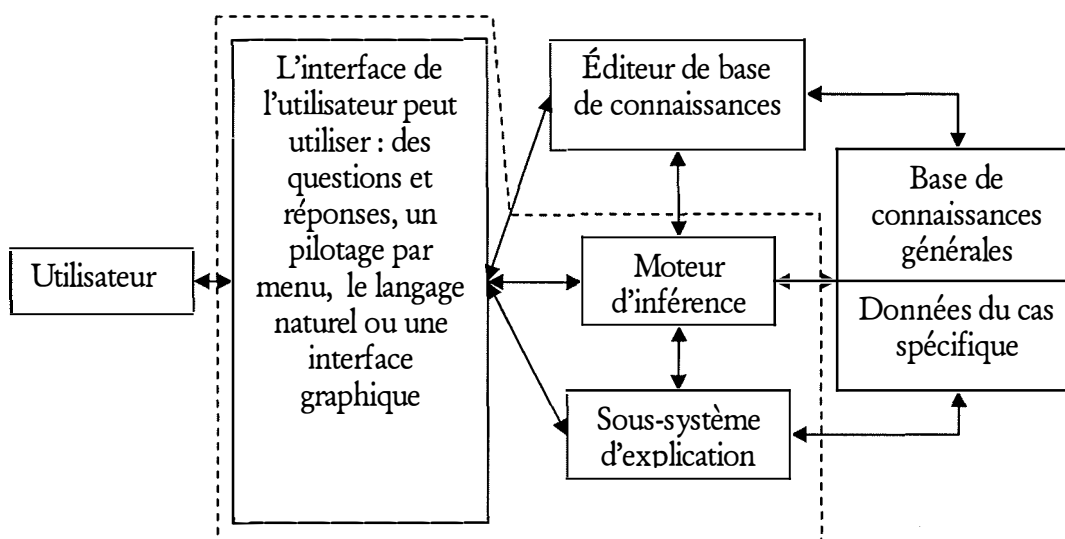 L'interface de
l'utilisateur peut
utiliser : des
questions et
réponses, un
pilotage par
menu, le langage
naturel ou une
interface
graphique
Éditeur de base
de connaissances
Base de
connaissances
générales
Utilisateur
Moteur
d'inférence
Données du cas
spécifique
Sous-système
d'explication